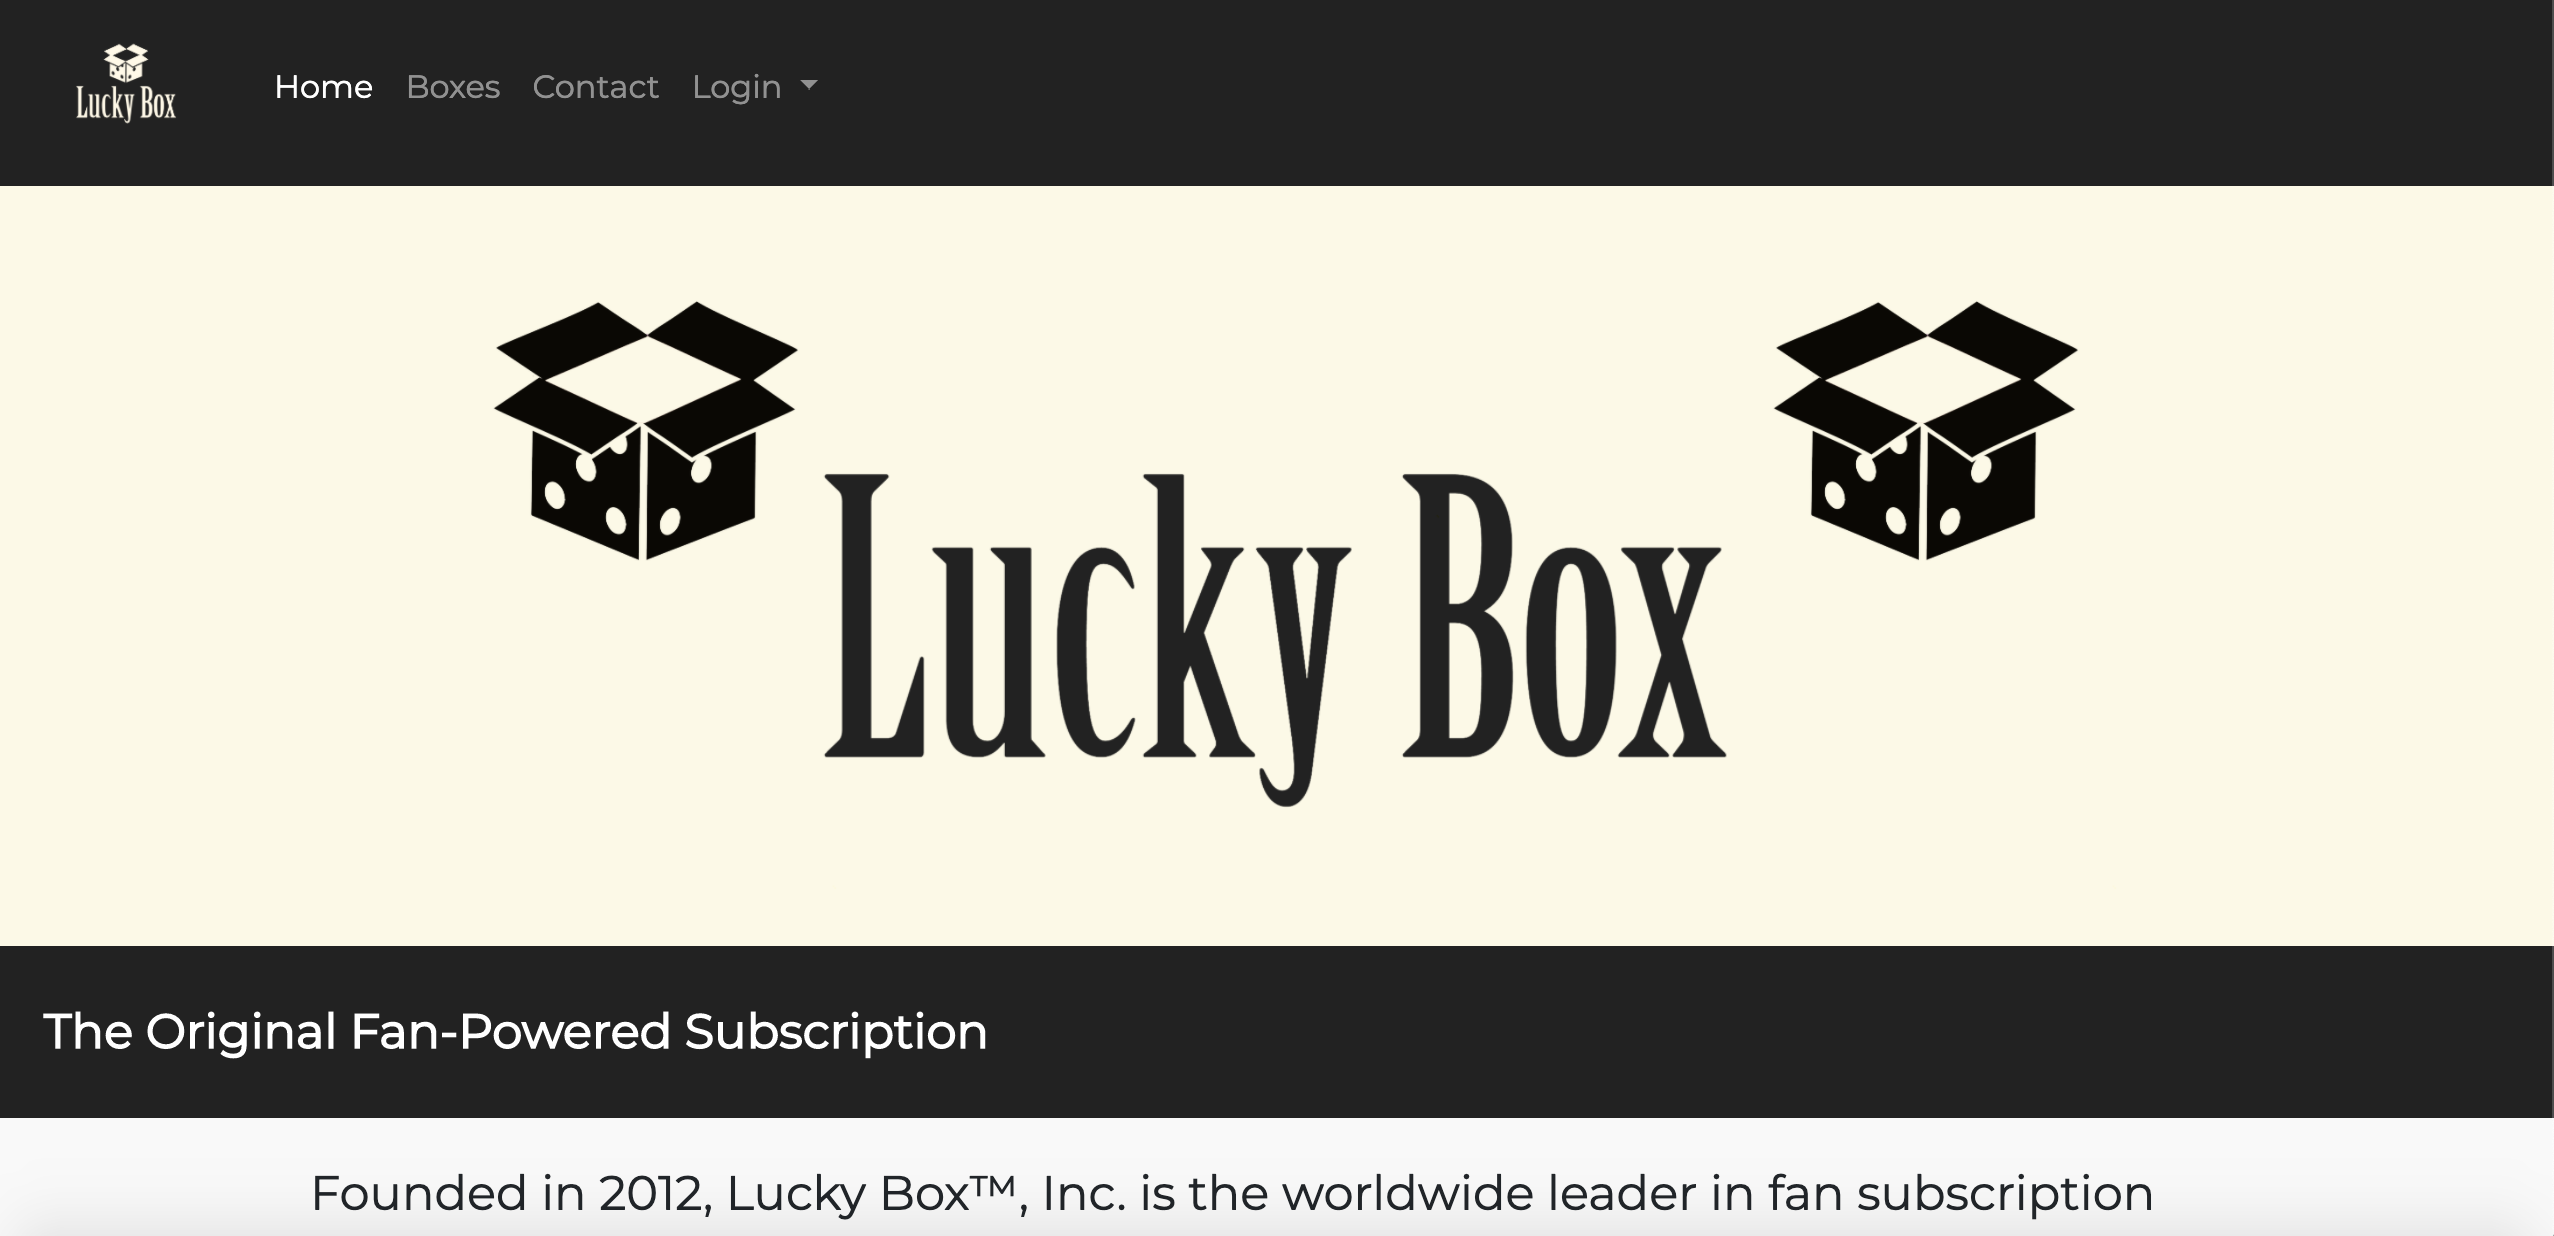 Lucky Box
Home Boxes Contact Login
Lucky Box
The Original Fan-Powered Subscription
Founded in 2012, Lucky Box™, Inc. is the worldwide leader in fan subscription